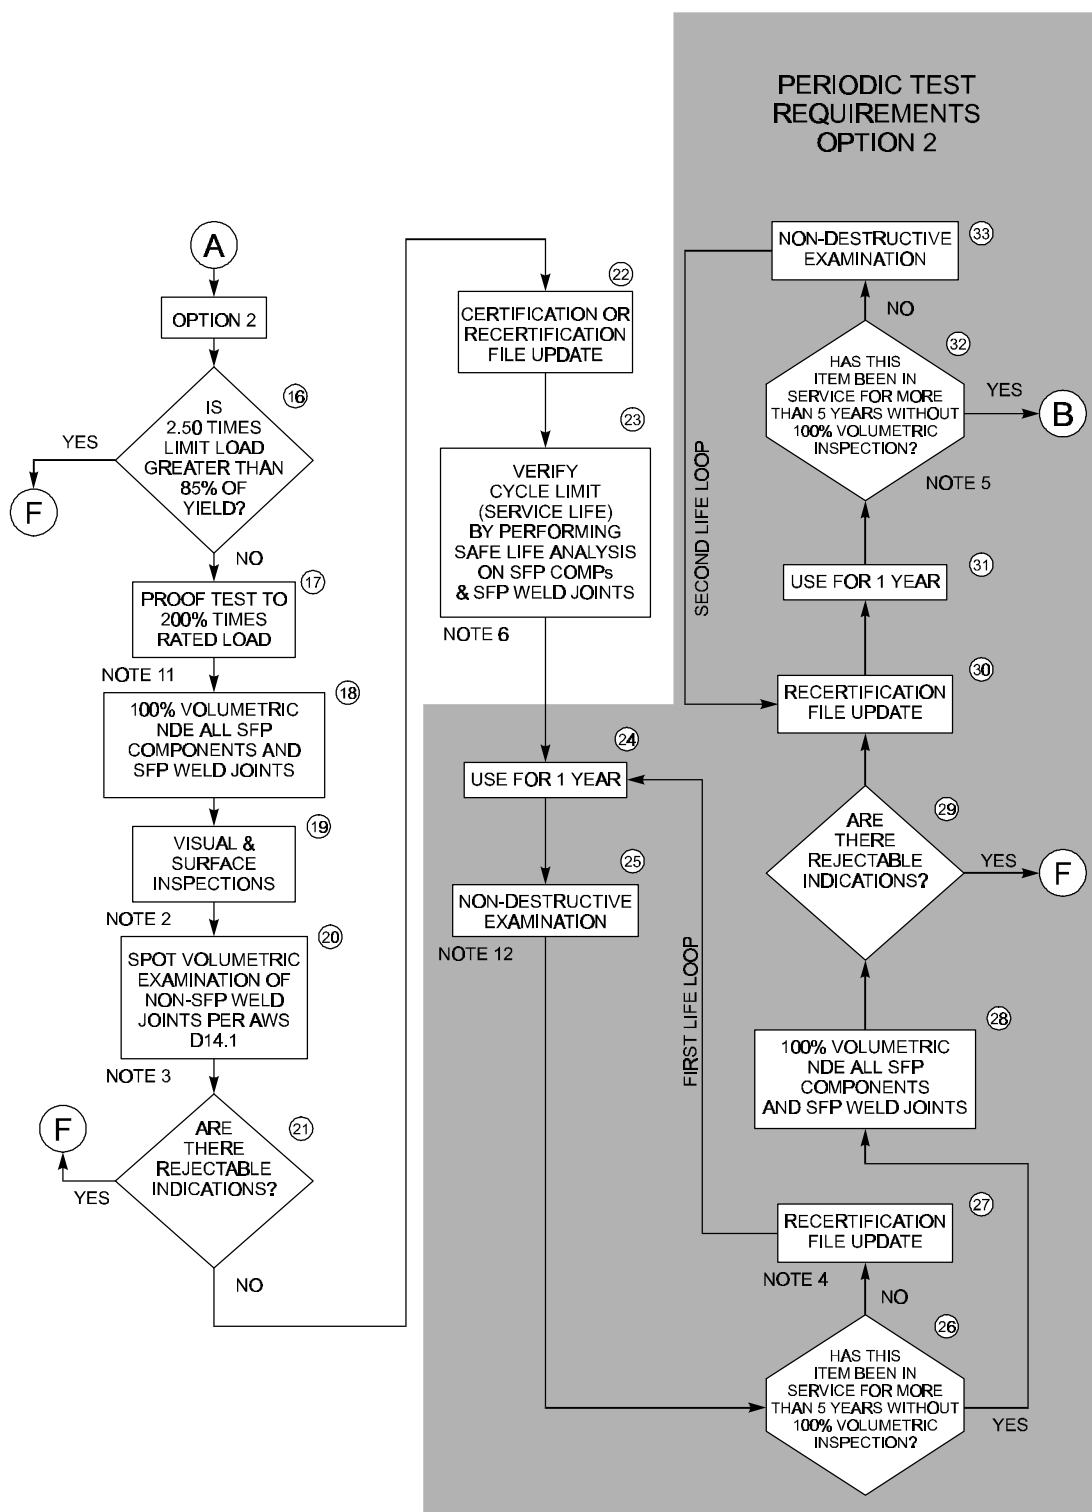 PERIODIC TEST
REQUIREMENTS
OPTION 2
A
OPTION 2
16
IS
2.50 TIMES
LIMIT LOAD
GREATER THAN
85% OF
YIELD?
YES
F
NO
17
PROOF TEST TO
200% TIMES
RATED LOAD
NOTE 11
18
100% VOLUMETRIC
NDE ALL SFP
COMPONENTS AND
SFP WELD JOINTS
19
VISUAL &
SURFACE
INSPECTIONS
NOTE 2
20
SPOT VOLUMETRIC
EXAMINATION OF
NON-SFP WELD
JOINTS PER AWS
D14.1
NOTE 3
21
ARE
THERE
REJECTABLE
INDICATIONS?
F
YES
NO
22
CERTIFICATION OR
RECERTIFICATION
FILE UPDATE
23
VERIFY
CYCLE LIMIT
(SERVICE LIFE)
BY PERFORMING
SAFE LIFE ANALYSIS
ON SFP COMPs
& SFP WELD JOINTS
NOTE 6
24
USE FOR 1 YEAR
25
NON-DESTRUCTIVE
EXAMINATION
NOTE 12
FIRST LIFE LOOP
26
HAS THIS
ITEM BEEN IN
SERVICE FOR MORE
THAN 5 YEARS WITHOUT
100% VOLUMETRIC
INSPECTION?
YES
NO
27
RECERTIFICATION
FILE UPDATE
NOTE 4
28
100% VOLUMETRIC
NDE ALL SFP
COMPONENTS
AND SFP WELD JOINTS
29
ARE
THERE
REJECTABLE
INDICATIONS?
YES
F
30
RECERTIFICATION
FILE UPDATE
31
USE FOR 1 YEAR
32
HAS THIS
ITEM BEEN IN
SERVICE FOR MORE
THAN 5 YEARS WITHOUT
100% VOLUMETRIC
INSPECTION?
NOTE 5
YES
B
NO
33
NON-DESTRUCTIVE
EXAMINATION
SECOND LIFE LOOP